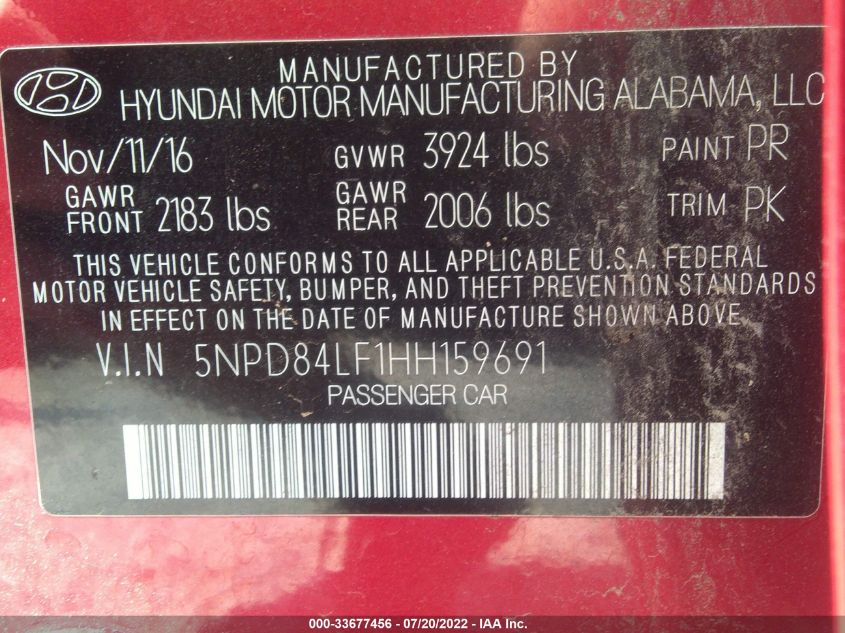 MANUFACTURED BY
HYUNDAI MOTOR MANUFACTURING ALABAMA, LLC
Nov/11/16 GVWR 3924 lbs PAINT PR
GAWR FRONT 2183 lbs GAWR REAR 2006 lbs TRIM PK
THIS VEHICLE CONFORMS TO ALL APPLICABLE U.S.A. FEDERAL
MOTOR VEHICLE SAFETY, BUMPER, AND THEFT PREVENTION STANDARDS
IN EFFECT ON THE DATE OF MANUFACTURE SHOWN ABOVE.
V.I.N 5NPD84LF1HH159691
PASSENGER CAR
000-33677456 - 07/20/2022 - IAA Inc.